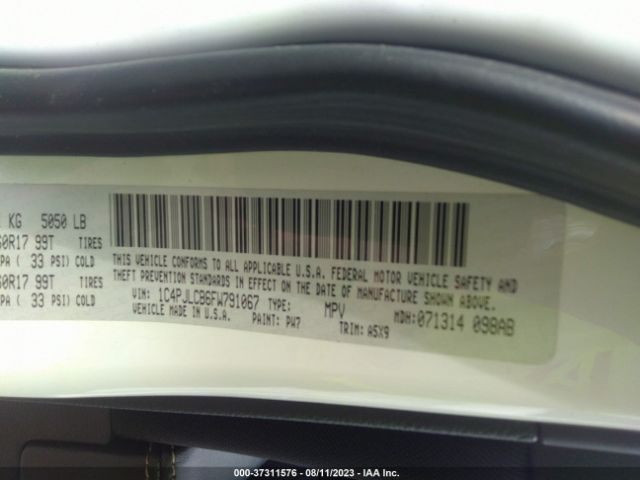 KG 5050 LB
60R17 99T TIRES
PA ( 33 PSI) COLD
60R17 99T TIRES
PA ( 33 PSI) COLD
THIS VEHICLE CONFORMS TO ALL APPLICABLE U.S.A. FEDERAL MOTOR VEHICLE SAFETY AND
THEFT PREVENTION STANDARDS IN EFFECT ON THE DATE OF MANUFACTURE SHOWN ABOVE.
VIN: 1C4PJLCB6FW791067 TYPE: MPV MDH:071314 098AB
VEHICLE MADE IN U.S.A. PAINT: PW7 TRIM: A5X9
000-37311576 - 08/11/2023 - IAA Inc.